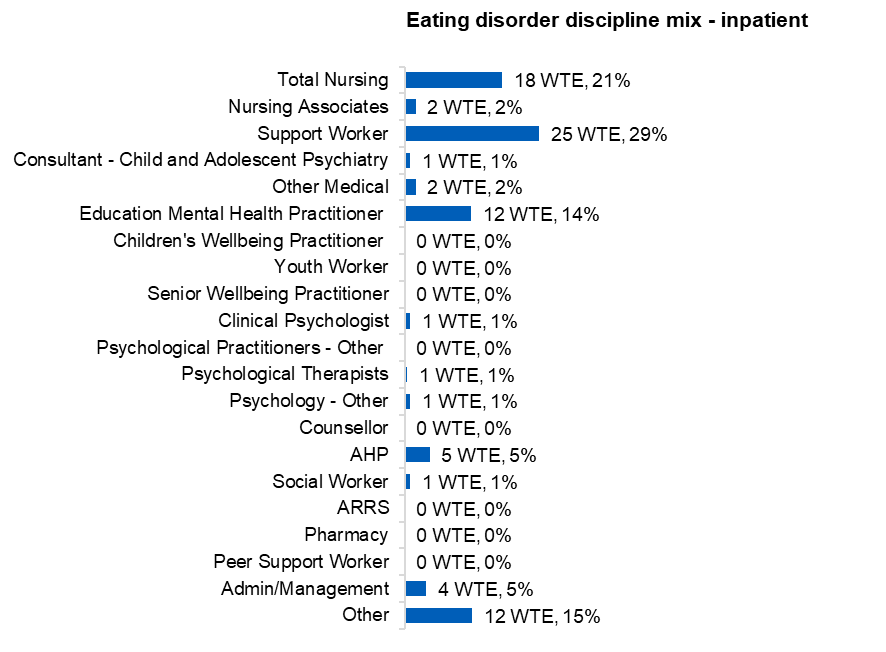 Eating disorder discipline mix - inpatient
Total Nursing 18 WTE, 21%
Nursing Associates 2 WTE, 2%
Support Worker 25 WTE, 29%
Consultant - Child and Adolescent Psychiatry 1 WTE, 1%
Other Medical 2 WTE, 2%
Education Mental Health Practitioner 12 WTE, 14%
Children's Wellbeing Practitioner 0 WTE, 0%
Youth Worker 0 WTE, 0%
Senior Wellbeing Practitioner 0 WTE, 0%
Clinical Psychologist 1 WTE, 1%
Psychological Practitioners - Other 0 WTE, 0%
Psychological Therapists 1 WTE, 1%
Psychology - Other 1 WTE, 1%
Counsellor 0 WTE, 0%
AHP 5 WTE, 5%
Social Worker 1 WTE, 1%
ARRS 0 WTE, 0%
Pharmacy 0 WTE, 0%
Peer Support Worker 0 WTE, 0%
Admin/Management 4 WTE, 5%
Other 12 WTE, 15%